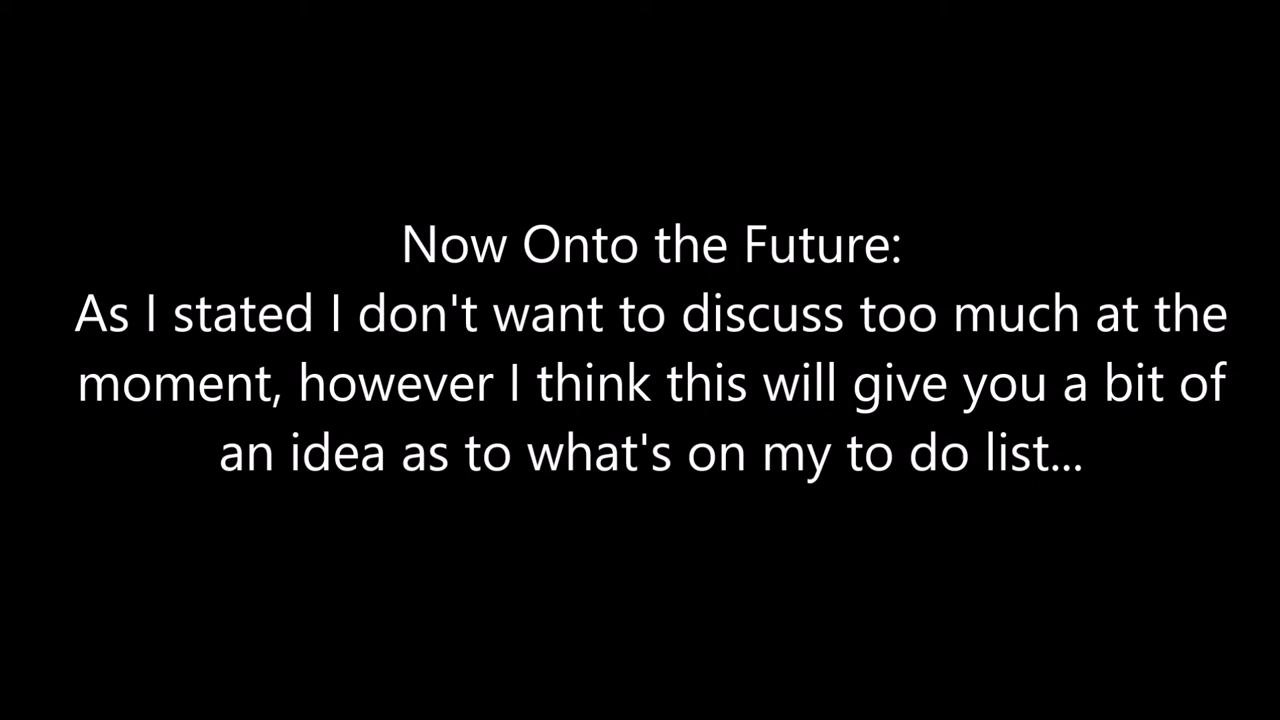 Now Onto the Future:
As I stated I don't want to discuss too much at the
moment, however I think this will give you a bit of
an idea as to what's on my to do list...